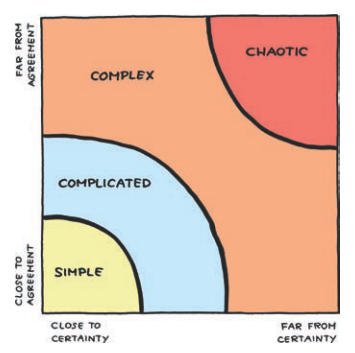 FAR FROM
AGREEMENT
COMPLEX
CHAOTIC
COMPLICATED
SIMPLE
CLOSE TO
AGREEMENT
CLOSE TO
CERTAINTY
FAR FROM
CERTAINTY